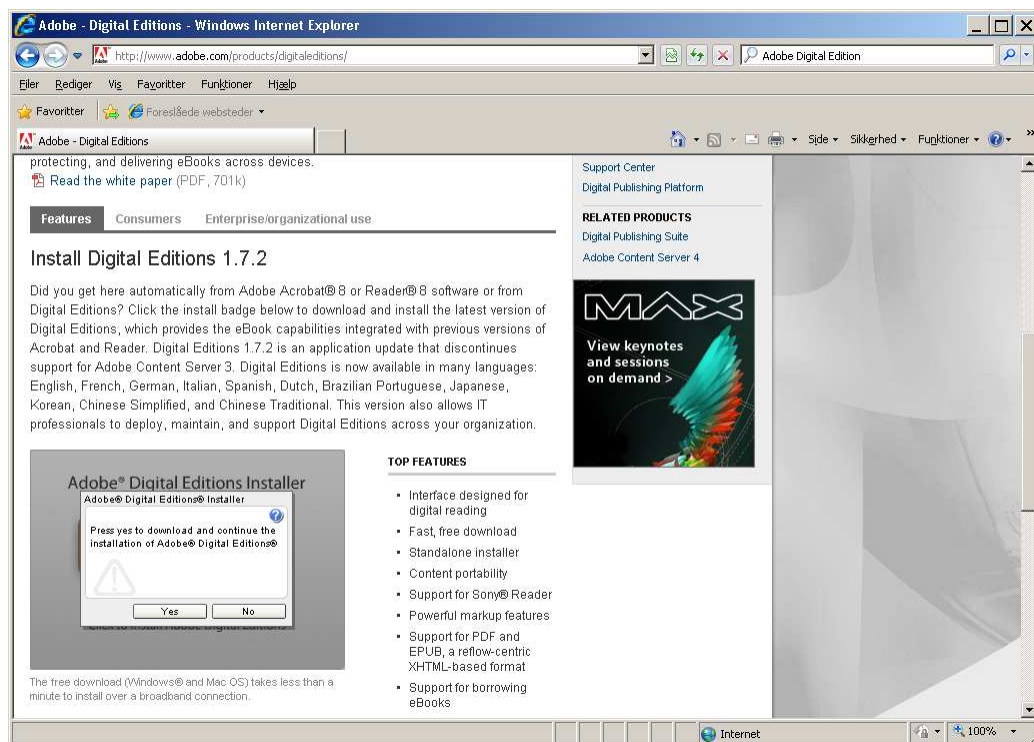 Adobe - Digital Editions - Windows Internet Explorer
http://www.adobe.com/products/digitaleditions/
Adobe Digital Edition
Filer Rediger Vis Favoritter Funktioner Hjælp
Favoritter Foreslåede websteder
Adobe - Digital Editions
Side Sikkerhed Funktioner »
protecting, and delivering eBooks across devices.
Read the white paper (PDF, 701k)
Features Consumers Enterprise/organizational use
Install Digital Editions 1.7.2
Did you get here automatically from Adobe Acrobat® 8 or Reader® 8 software or from
Digital Editions? Click the install badge below to download and install the latest version of
Digital Editions, which provides the eBook capabilities integrated with previous versions of
Acrobat and Reader. Digital Editions 1.7.2 is an application update that discontinues
support for Adobe Content Server 3. Digital Editions is now available in many languages:
English, French, German, Italian, Spanish, Dutch, Brazilian Portuguese, Japanese,
Korean, Chinese Simplified, and Chinese Traditional. This version also allows IT
professionals to deploy, maintain, and support Digital Editions across your organization.
Adobe® Digital Editions Installer
Adobe® Digital Editions® Installer
Press yes to download and continue the
installation of Adobe® Digital Editions®
Yes No
Click to Install Adobe Digital Editions
The free download (Windows® and Mac OS) takes less than a
minute to install over a broadband connection.
TOP FEATURES
• Interface designed for
digital reading
• Fast, free download
• Standalone installer
• Content portability
• Support for Sony® Reader
• Powerful markup features
• Support for PDF and
EPUB, a reflow-centric
XHTML-based format
• Support for borrowing
eBooks
Support Center
Digital Publishing Platform
RELATED PRODUCTS
Digital Publishing Suite
Adobe Content Server 4
MAX
View keynotes
and sessions
on demand >
Internet
100%